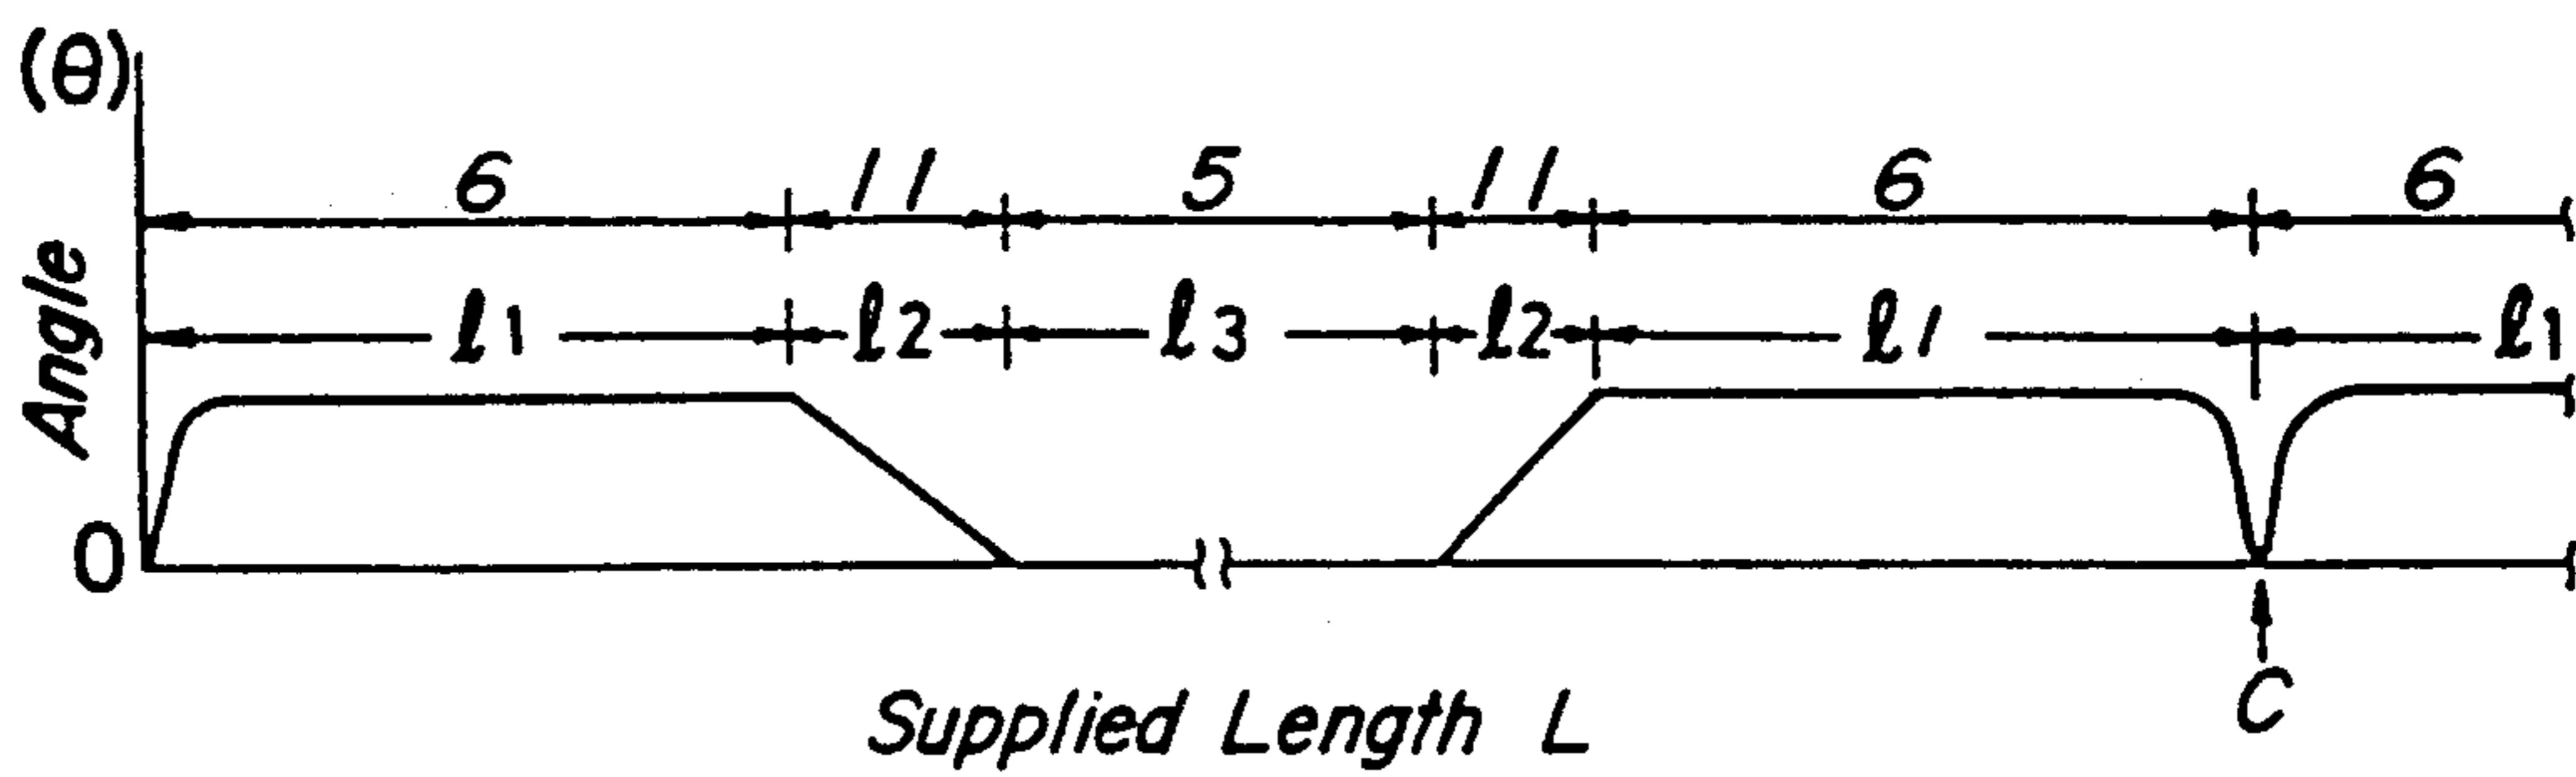 (θ)
6 11 5 11 6 6
Angle
ℓ1 ℓ2 ℓ3 ℓ2 ℓ1 ℓ1
0
C
Supplied Length L